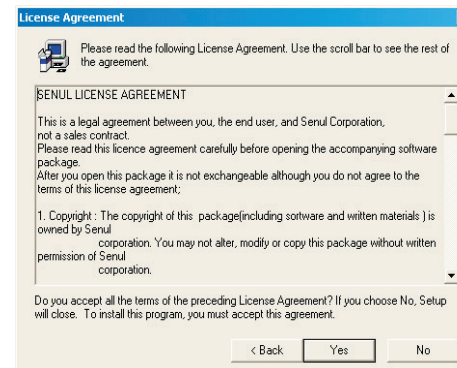 License Agreement
Please read the following License Agreement. Use the scroll bar to see the rest of
the agreement.
SENUL LICENSE AGREEMENT
This is a legal agreement between you, the end user, and Senul Corporation,
not a sales contract.
Please read this licence agreement carefully before opening the accompanying software
package.
After you open this package it is not exchangeable although you do not agree to the
terms of this license agreement;
1. Copyright : The copyright of this package(including sortware and written materials ) is
owned by Senul
corporation. You may not alter, modify or copy this package without written
permission of Senul
corporation.
Do you accept all the terms of the preceding License Agreement? If you choose No, Setup
will close. To install this program, you must accept this agreement.
< Back Yes No